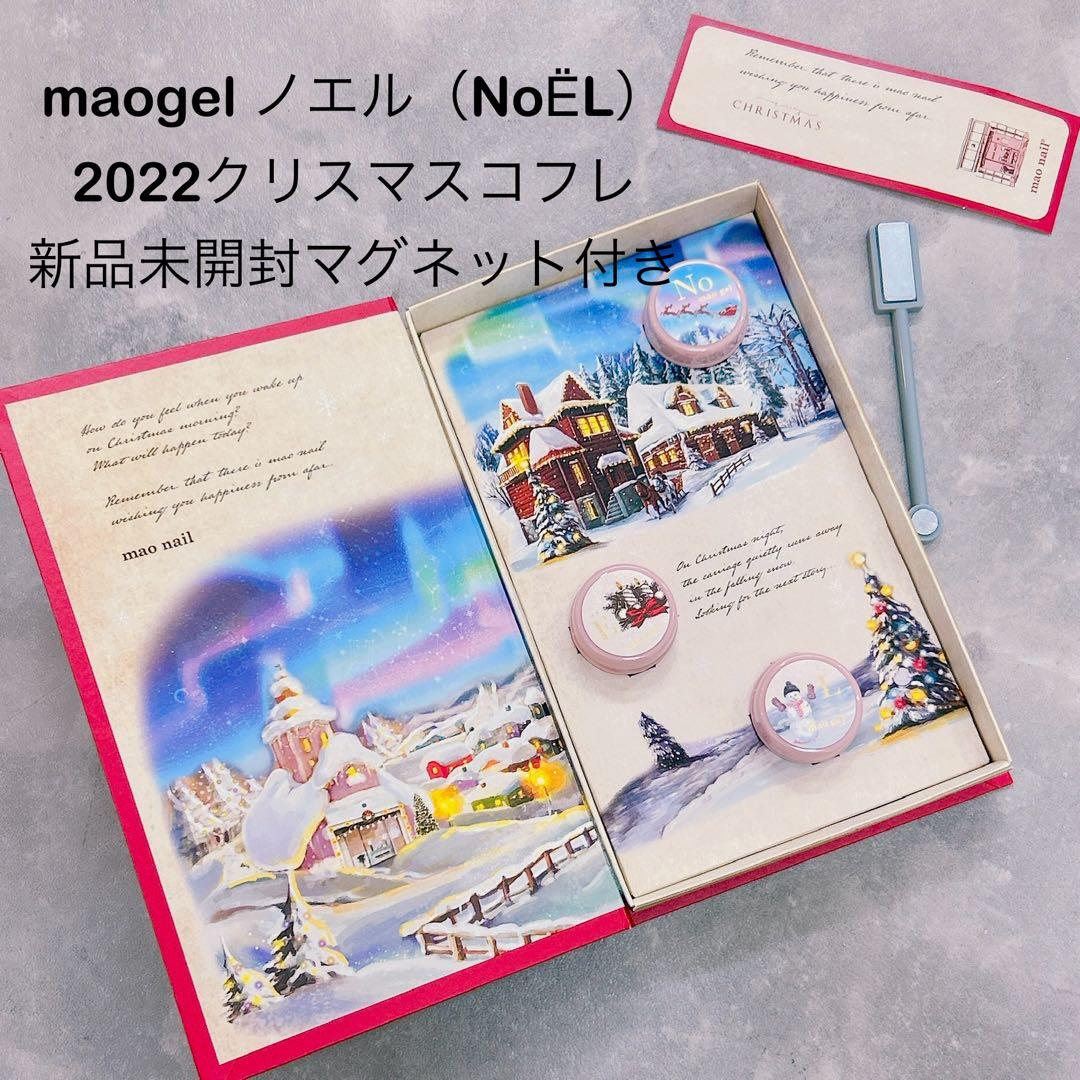 maogel ノエル（NoËL）
2022クリスマスコフレ
新品未開封マグネット付き
Remember that there is mao nail
wishing you happiness from afar.
CHRISTMAS
mao nail
No
mao gel
How do you feel when you wake up
on Christmas morning?
What will happen today?
Remember that there is mao nail
wishing you happiness from afar.
mao nail
On Christmas night,
the carriage quietly runs away
in the falling snow.
Looking for the next story...
L